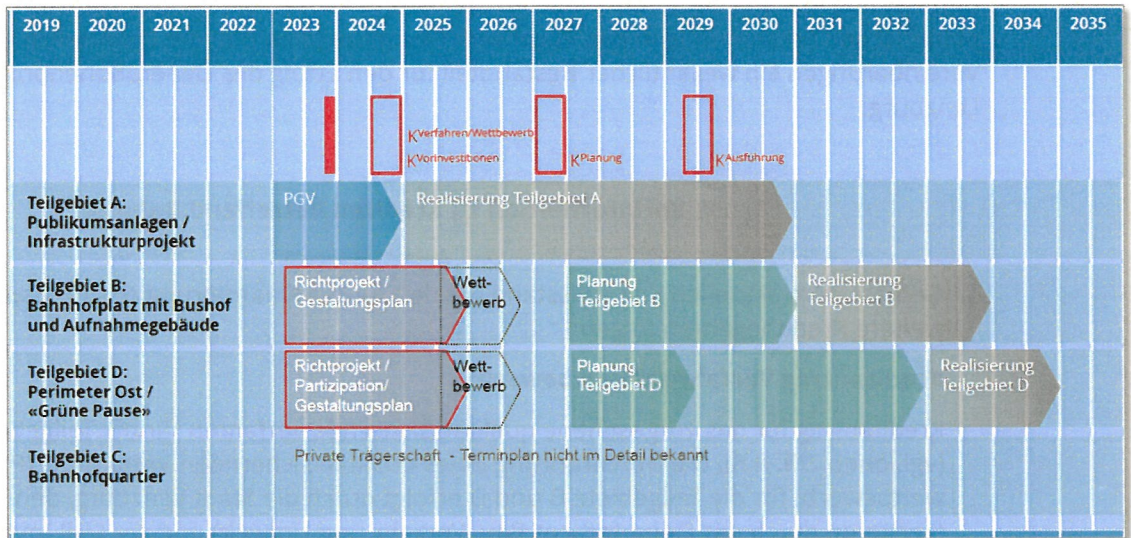 2019 2020 2021 2022 2023 2024 2025 2026 2027 2028 2029 2030 2031 2032 2033 2034 2035
KVerfahren/Wettbewerb
KVorinvestitionen KPlanung KAusführung
Teilgebiet A:
Publikumsanlagen /
Infrastrukturprojekt
PGV Realisierung Teilgebiet A
Teilgebiet B:
Bahnhofplatz mit Bushof
und Aufnahmegebäude
Richtprojekt /
Gestaltungsplan
Wett-
bewerb
Planung
Teilgebiet B
Realisierung
Teilgebiet B
Teilgebiet D:
Perimeter Ost /
«Grüne Pause»
Richtprojekt /
Partizipation/
Gestaltungsplan
Wett-
bewerb
Planung
Teilgebiet D
Realisierung
Teilgebiet D
Teilgebiet C:
Bahnhofquartier
Private Trägerschaft - Terminplan nicht im Detail bekannt